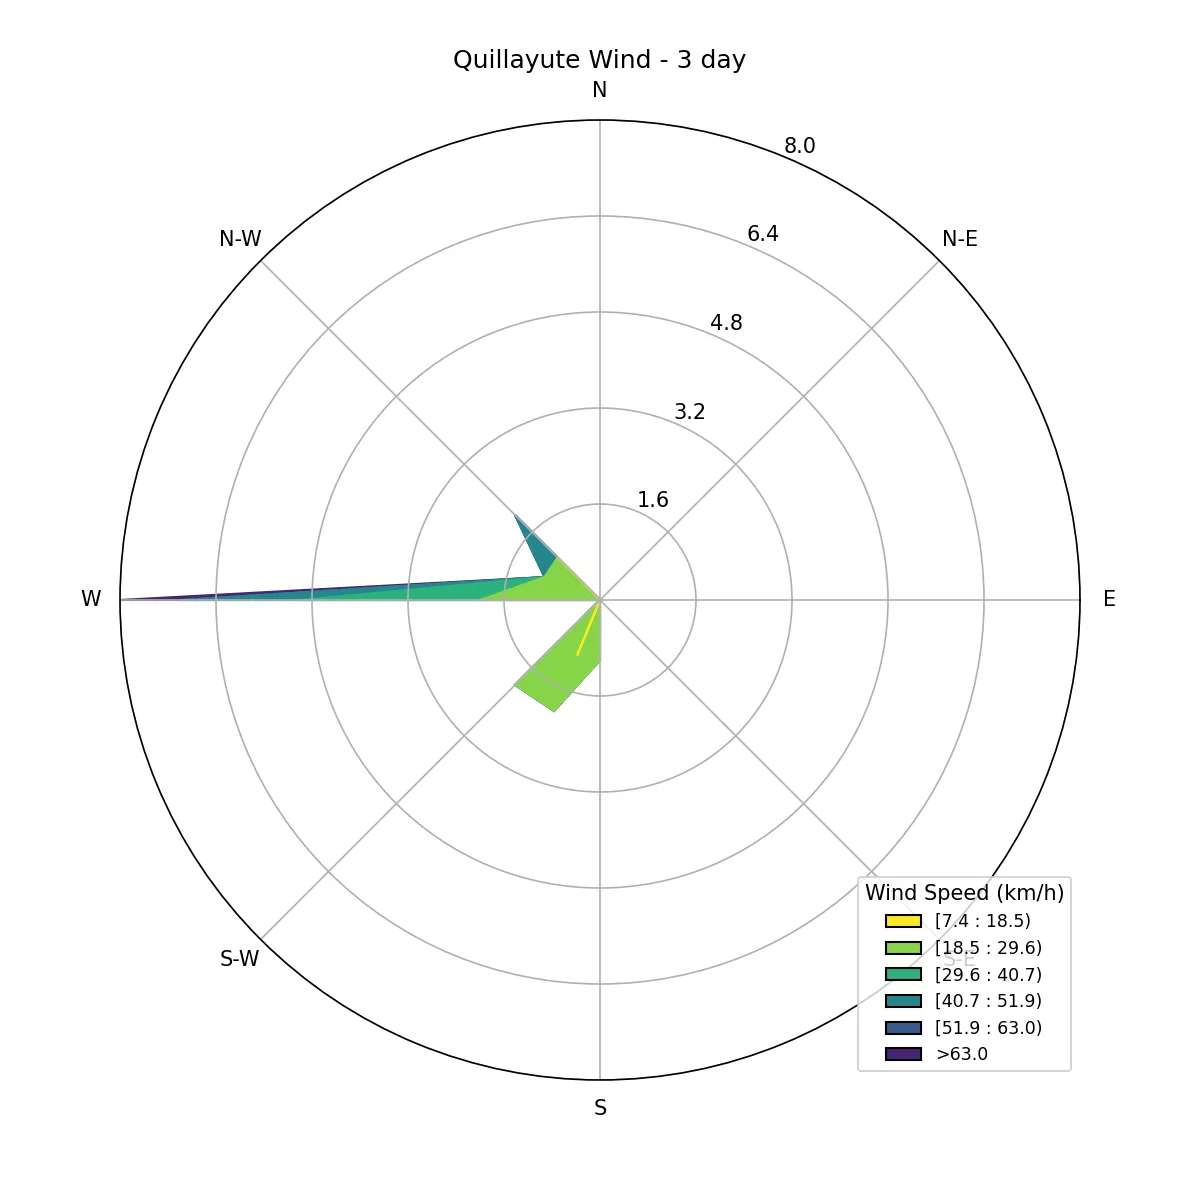 Quillayute Wind - 3 day
N
8.0
N-W
6.4
N-E
4.8
3.2
1.6
W
E
S-W
S-E
S
Wind Speed (km/h)
[7.4 : 18.5)
[18.5 : 29.6)
[29.6 : 40.7)
[40.7 : 51.9)
[51.9 : 63.0)
>63.0